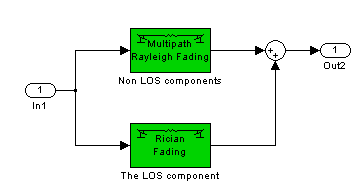 Multipath
Rayleigh Fading
Non LOS components
1
In1
+
+
1
Out2
Rician
Fading
The LOS component